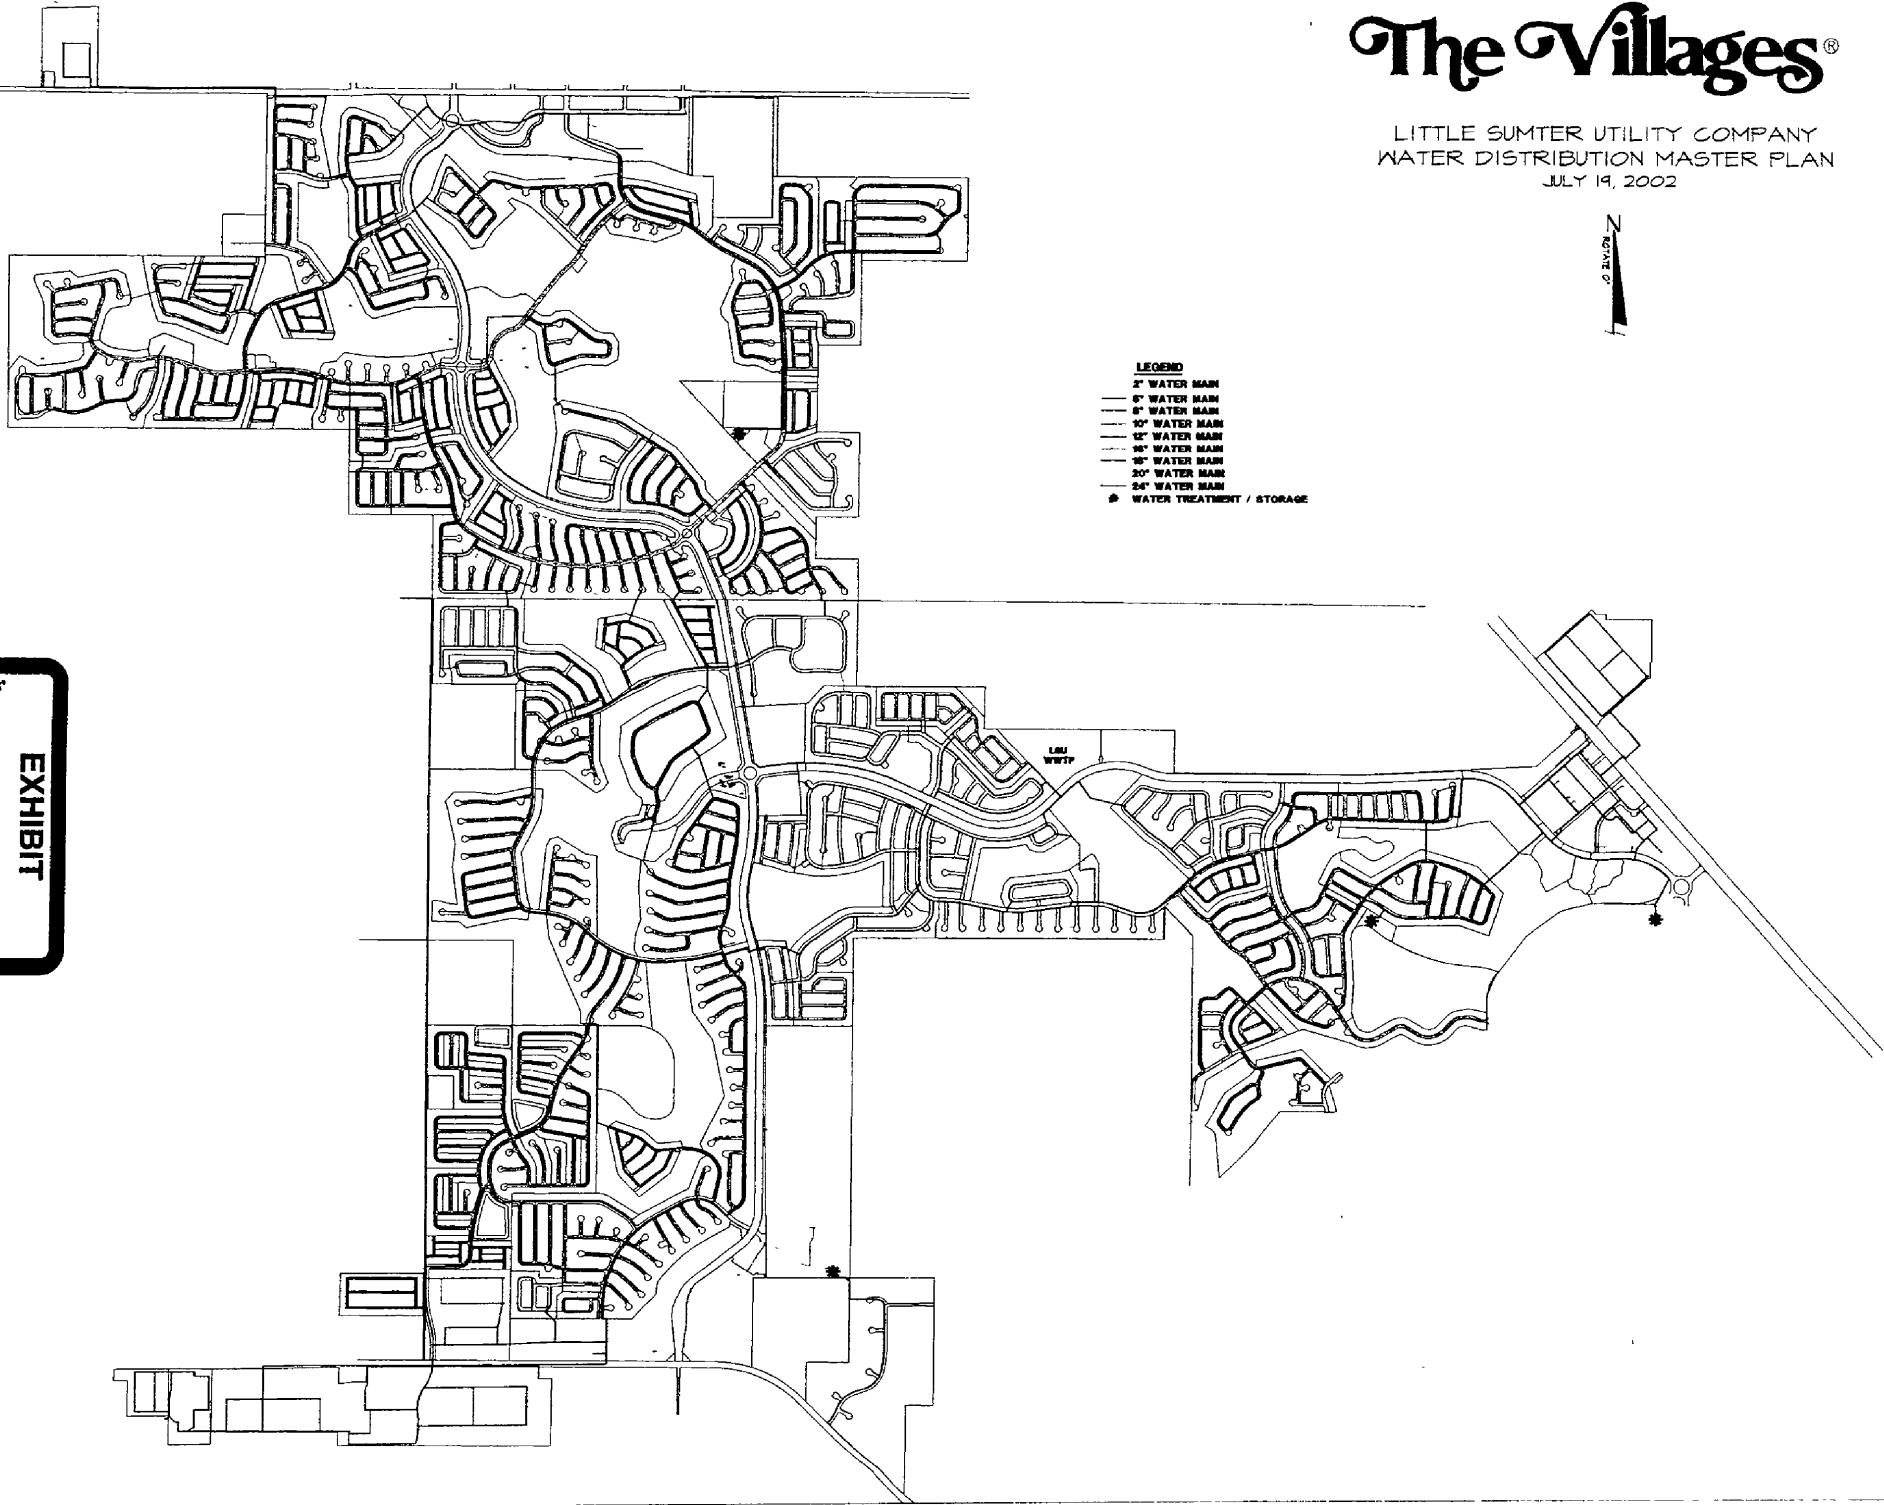 The Villages®
LITTLE SUMTER UTILITY COMPANY
WATER DISTRIBUTION MASTER PLAN
JULY 19, 2002
N
ROTATE 0°
LEGEND
2" WATER MAIN
6" WATER MAIN
8" WATER MAIN
10" WATER MAIN
12" WATER MAIN
16" WATER MAIN
18" WATER MAIN
20" WATER MAIN
24" WATER MAIN
WATER TREATMENT / STORAGE
EXHIBIT
LSU
WWTP